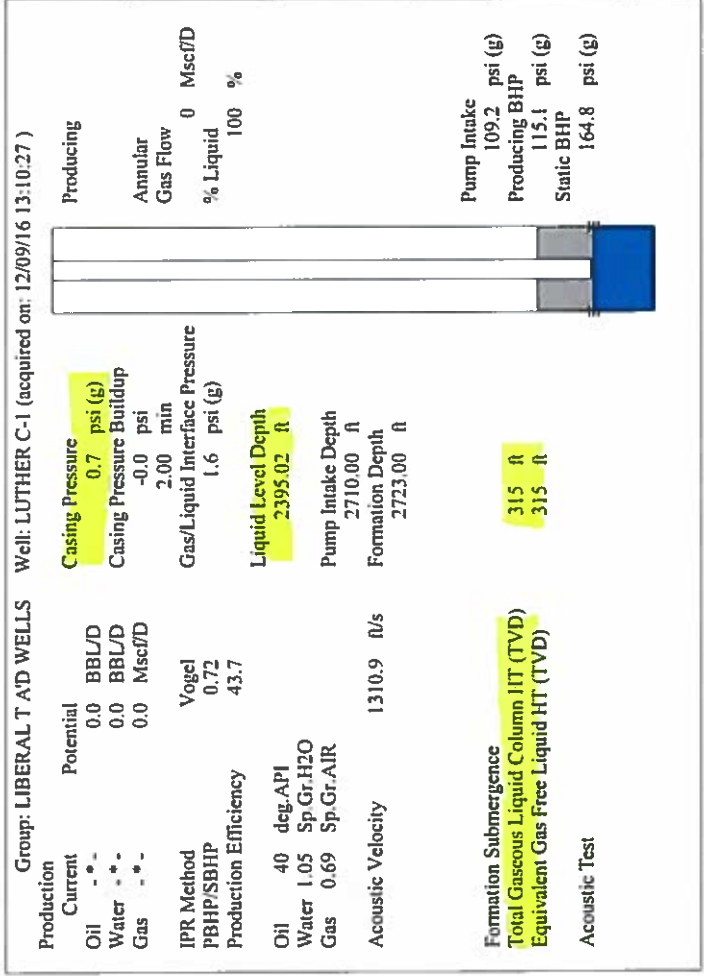 Group: LIBERAL T A'D WELLS Well: LUTHER C-1 (acquired on: 12/09/16 13:10:27 )
Production
Current Potential
Oil - * - 0.0 BBL/D
Water - * - 0.0 BBL/D
Gas - * - 0.0 Mscf/D
IPR Method Vogel
PBHP/SBHP 0.72
Production Efficiency 43.7
Oil 40 deg.API
Water 1.05 Sp.Gr.H2O
Gas 0.69 Sp.Gr.AIR
Acoustic Velocity 1310.9 ft/s
Formation Submergence
Total Gaseous Liquid Column HT (TVD) 315 ft
Equivalent Gas Free Liquid HT (TVD) 315 ft
Acoustic Test
Casing Pressure
0.7 psi (g)
Casing Pressure Buildup
-0.0 psi
2.00 min
Gas/Liquid Interface Pressure
1.6 psi (g)
Liquid Level Depth
2395.02 ft
Pump Intake Depth
2710.00 ft
Formation Depth
2723.00 ft
Producing
Annular
Gas Flow
0 Mscf/D
% Liquid
100 %
Pump Intake
109.2 psi (g)
Producing BHP
115.1 psi (g)
Static BHP
164.8 psi (g)